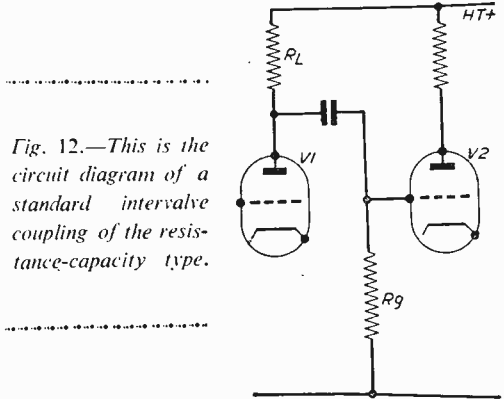 HT+
RL
V1
V2
Fig. 12.—This is the
circuit diagram of a
standard intervalve
coupling of the resis-
tance-capacity type.
Rg